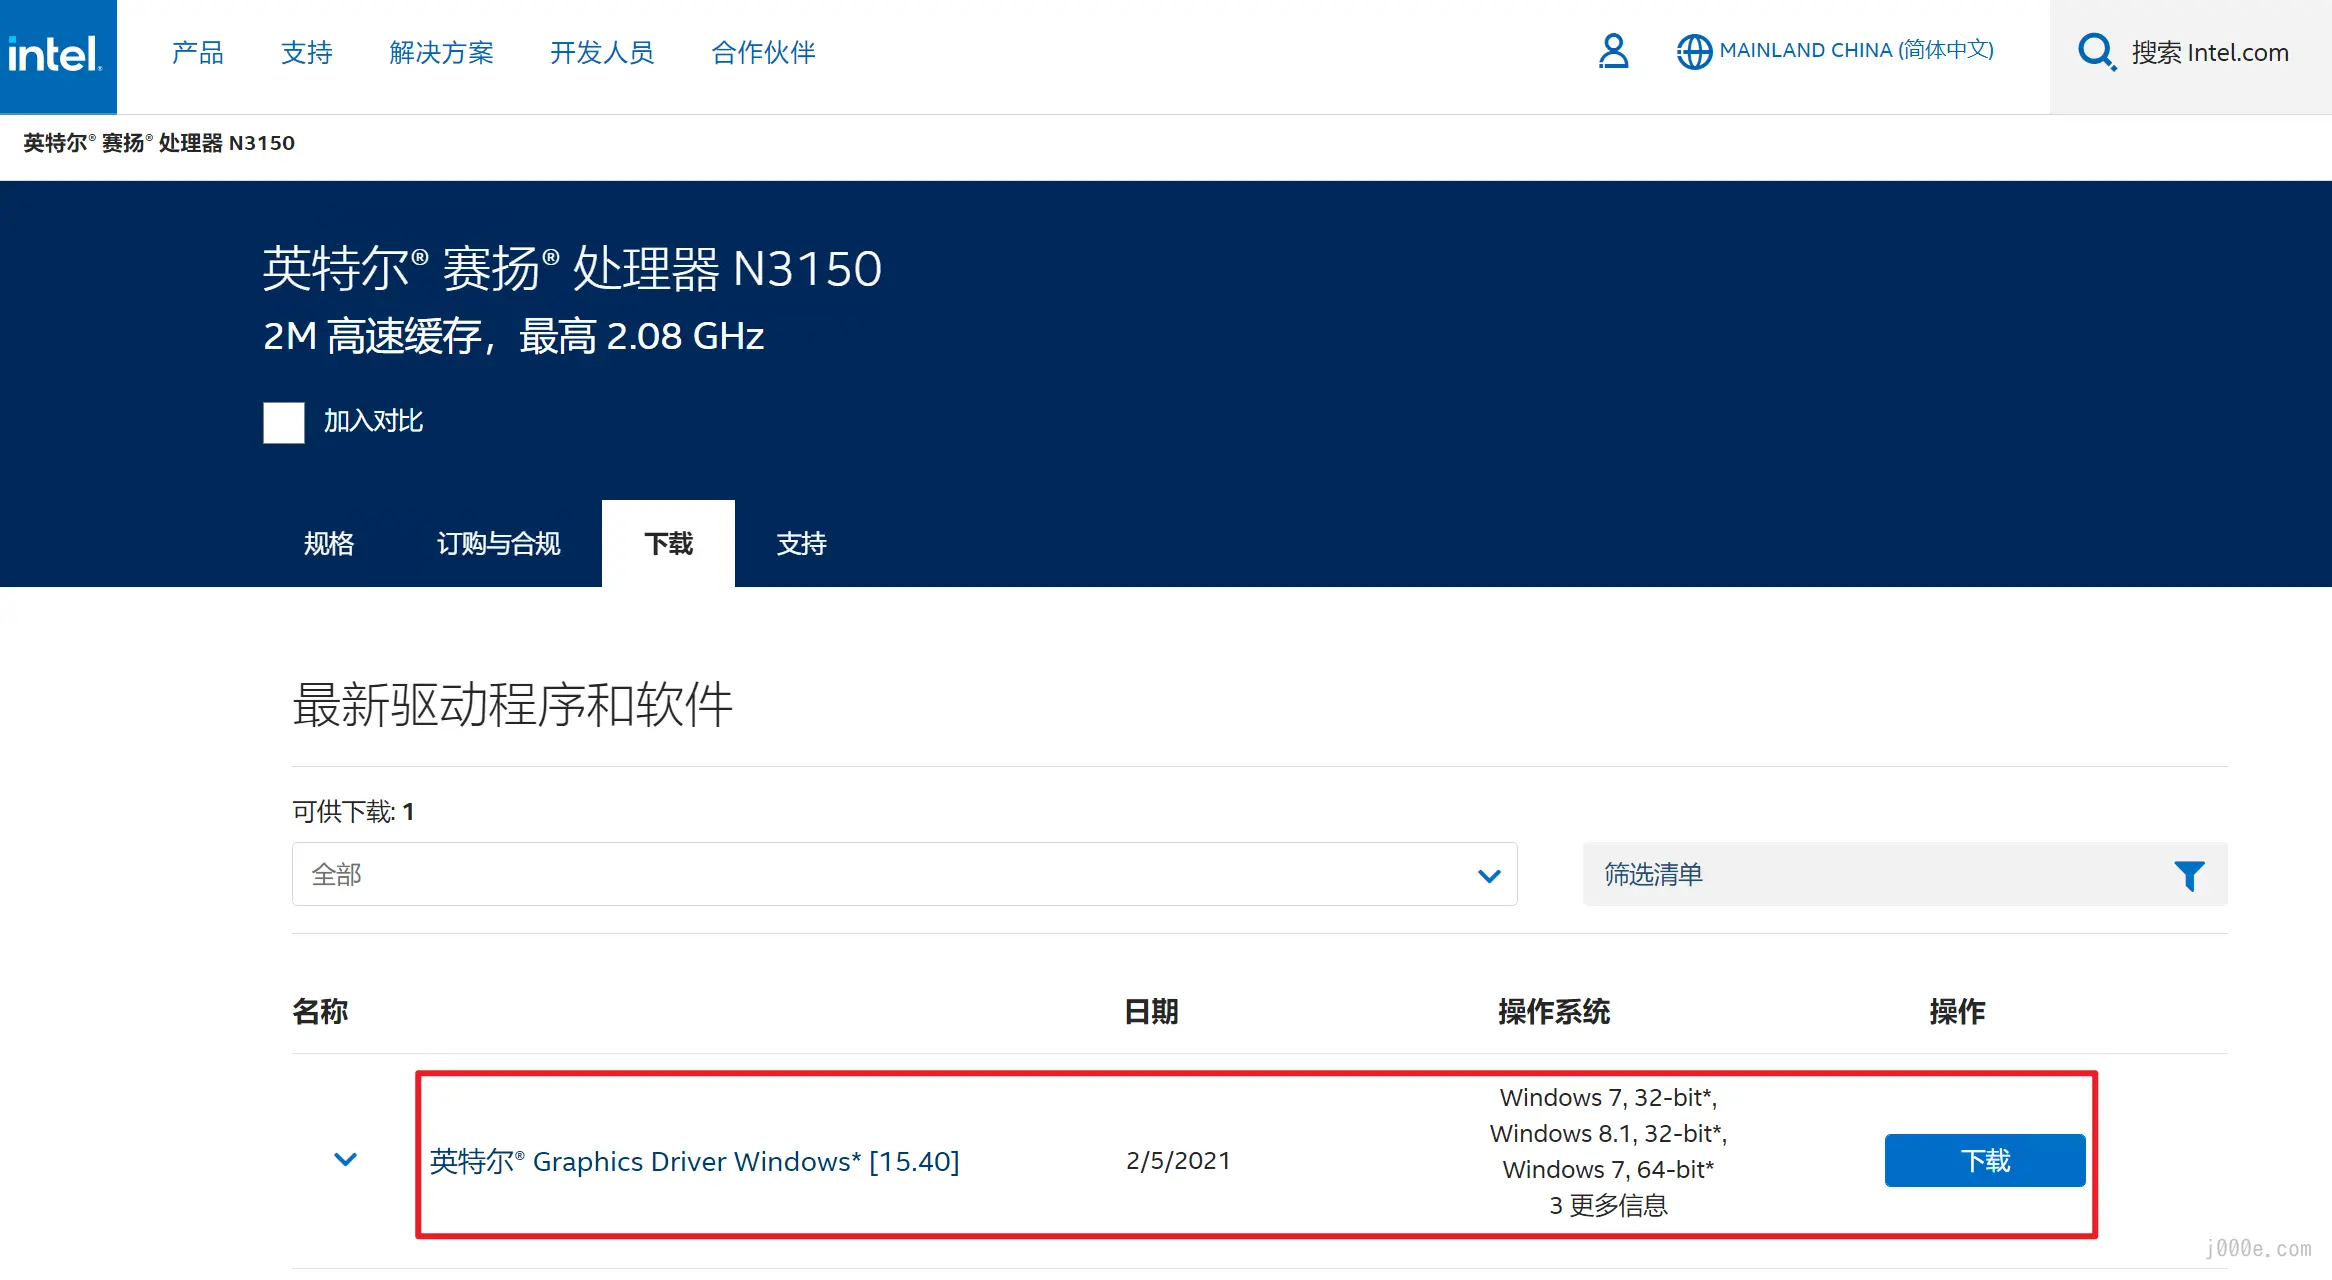 intel.
产品
支持
解决方案
开发人员
合作伙伴
MAINLAND CHINA (简体中文)
搜索 Intel.com
英特尔® 赛扬® 处理器 N3150
英特尔® 赛扬® 处理器 N3150
2M 高速缓存，最高 2.08 GHz
加入对比
规格
订购与合规
下载
支持
最新驱动程序和软件
可供下载: 1
全部
筛选清单
名称
日期
操作系统
操作
英特尔® Graphics Driver Windows* [15.40]
2/5/2021
Windows 7, 32-bit*,
Windows 8.1, 32-bit*,
Windows 7, 64-bit*
3 更多信息
下载
j000e.com